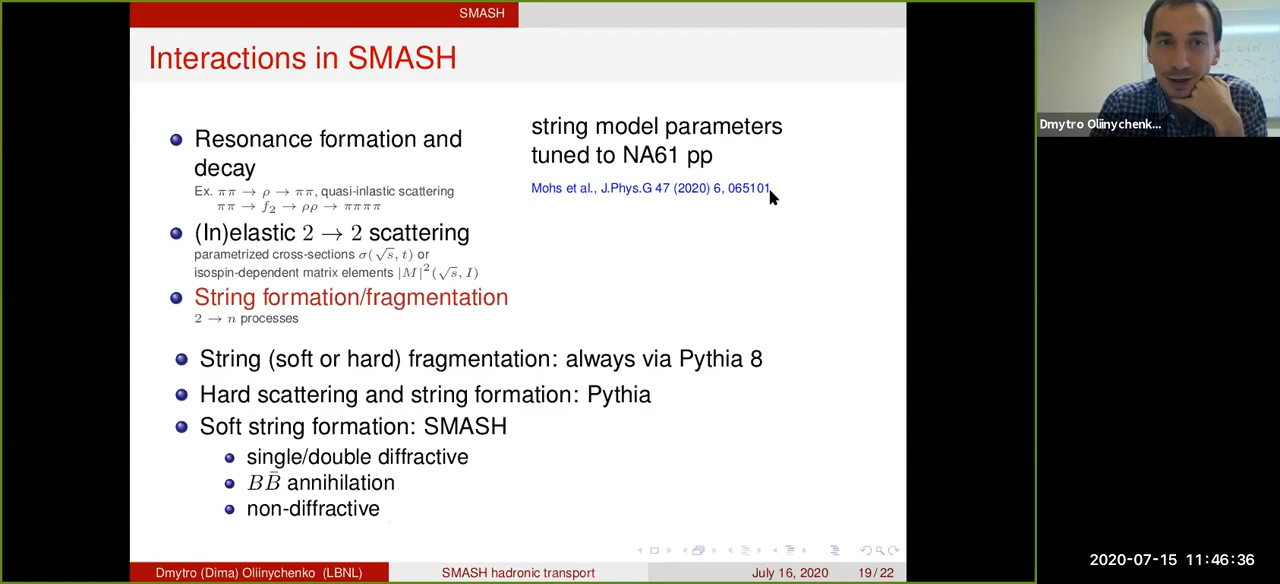 SMASH
Interactions in SMASH
Resonance formation and
decay
Ex. ππ → ρ → ππ, quasi-inlastic scattering
ππ → f₂ → ρρ → ππππ
(In)elastic 2 → 2 scattering
parametrized cross-sections σ(√s, t) or
isospin-dependent matrix elements |M|²(√s, I)
String formation/fragmentation
2 → n processes
string model parameters
tuned to NA61 pp
Mohs et al., J.Phys.G 47 (2020) 6, 065101
String (soft or hard) fragmentation: always via Pythia 8
Hard scattering and string formation: Pythia
Soft string formation: SMASH
single/double diffractive
BB̄ annihilation
non-diffractive
Dmytro (Dima) Oliinychenko (LBNL)
SMASH hadronic transport
July 16, 2020
19 / 22
Dmytro Oliinychenk...
2020-07-15 11:46:36